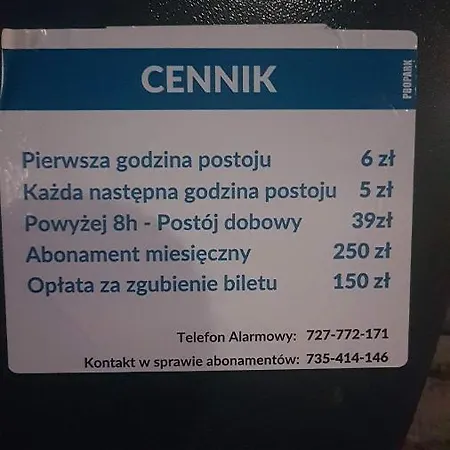 CENNIK
PBOPARK
Pierwsza godzina postoju 6 zł
Każda następna godzina postoju 5 zł
Powyżej 8h - Postój dobowy 39zł
Abonament miesięczny 250 zł
Opłata za zgubienie biletu 150 zł
Telefon Alarmowy: 727-772-171
Kontakt w sprawie abonamentów: 735-414-146